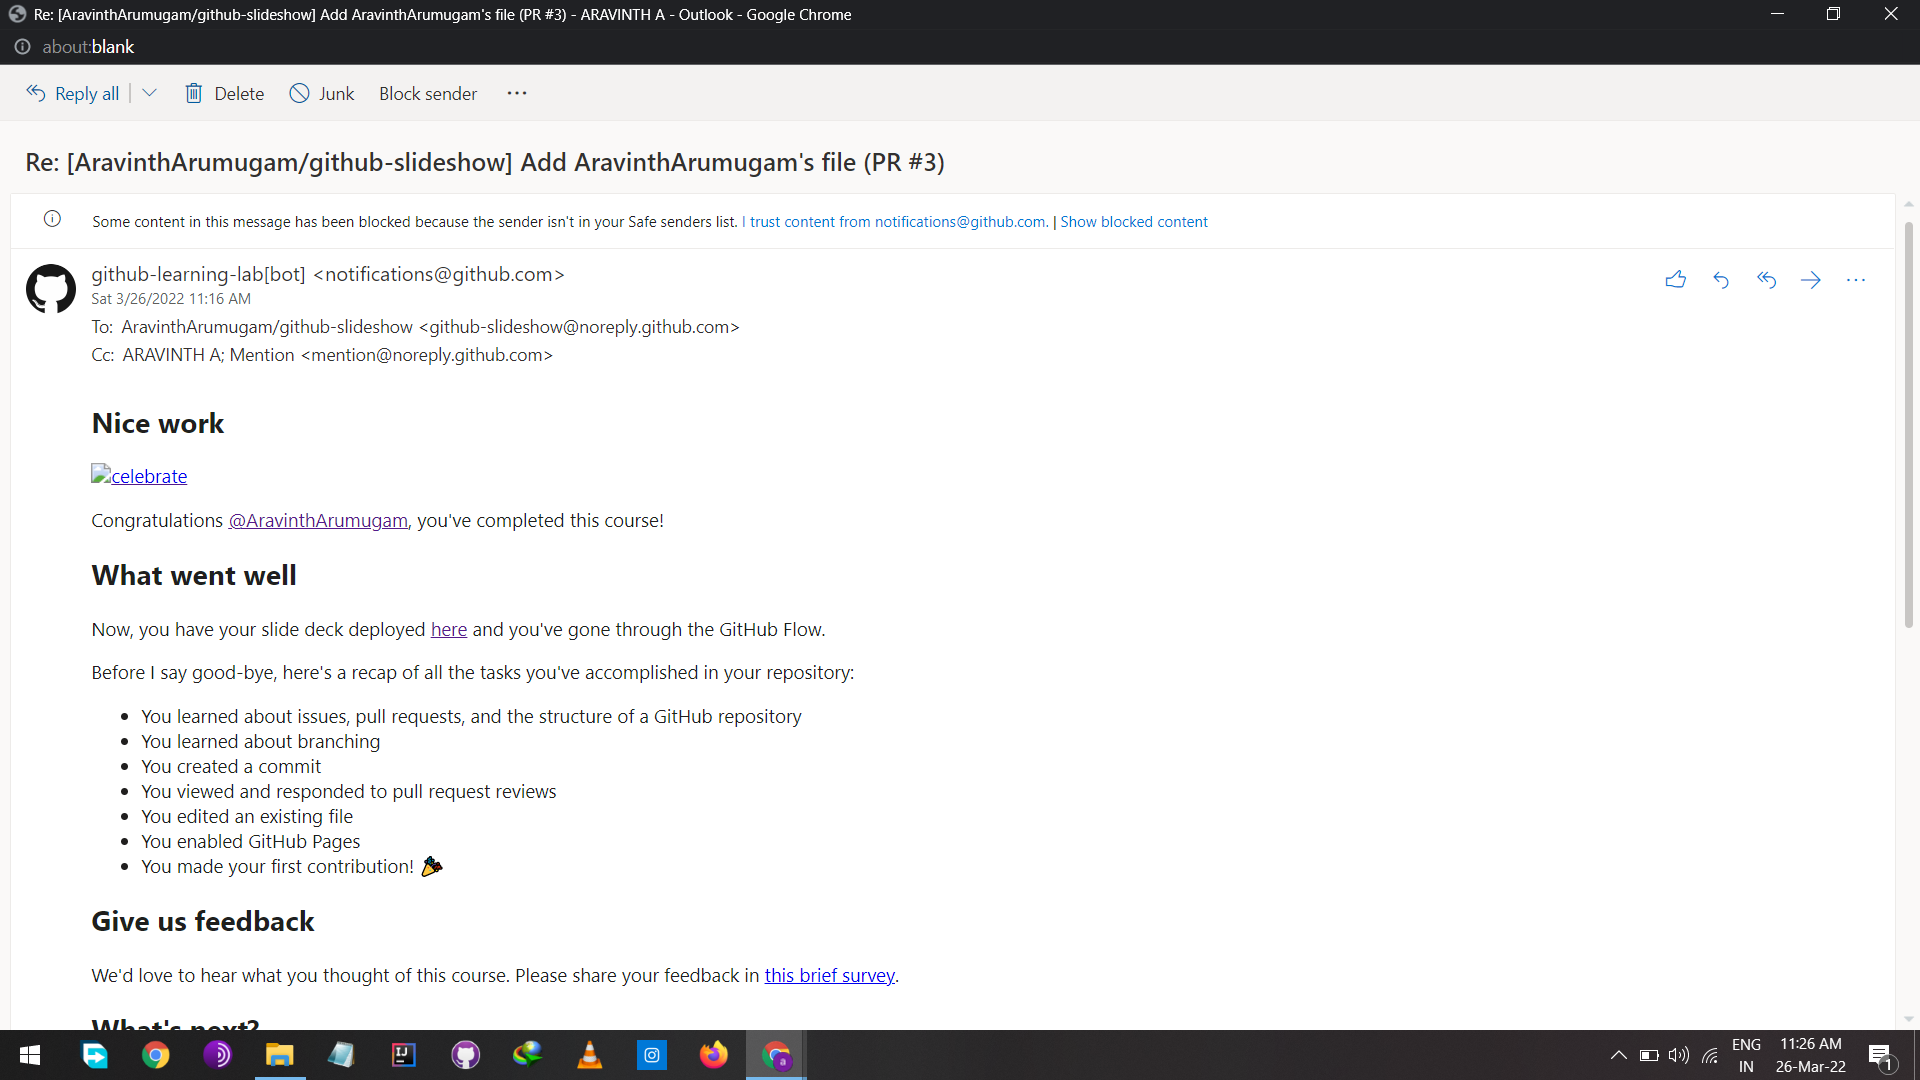 Re: [AravinthArumugam/github-slideshow] Add AravinthArumugam's file (PR #3) - ARAVINTH A - Outlook - Google Chrome
about:blank
Reply all Delete Junk Block sender ...
Re: [AravinthArumugam/github-slideshow] Add AravinthArumugam's file (PR #3)
Some content in this message has been blocked because the sender isn't in your Safe senders list. I trust content from notifications@github.com. | Show blocked content
github-learning-lab[bot] <notifications@github.com>
Sat 3/26/2022 11:16 AM
To: AravinthArumugam/github-slideshow <github-slideshow@noreply.github.com>
Cc: ARAVINTH A; Mention <mention@noreply.github.com>
Nice work
celebrate
Congratulations @AravinthArumugam, you've completed this course!
What went well
Now, you have your slide deck deployed here and you've gone through the GitHub Flow.
Before I say good-bye, here's a recap of all the tasks you've accomplished in your repository:
• You learned about issues, pull requests, and the structure of a GitHub repository
• You learned about branching
• You created a commit
• You viewed and responded to pull request reviews
• You edited an existing file
• You enabled GitHub Pages
• You made your first contribution! 🎉
Give us feedback
We'd love to hear what you thought of this course. Please share your feedback in this brief survey.
What's next?
IJ
a
ENG
IN
11:26 AM
26-Mar-22
1